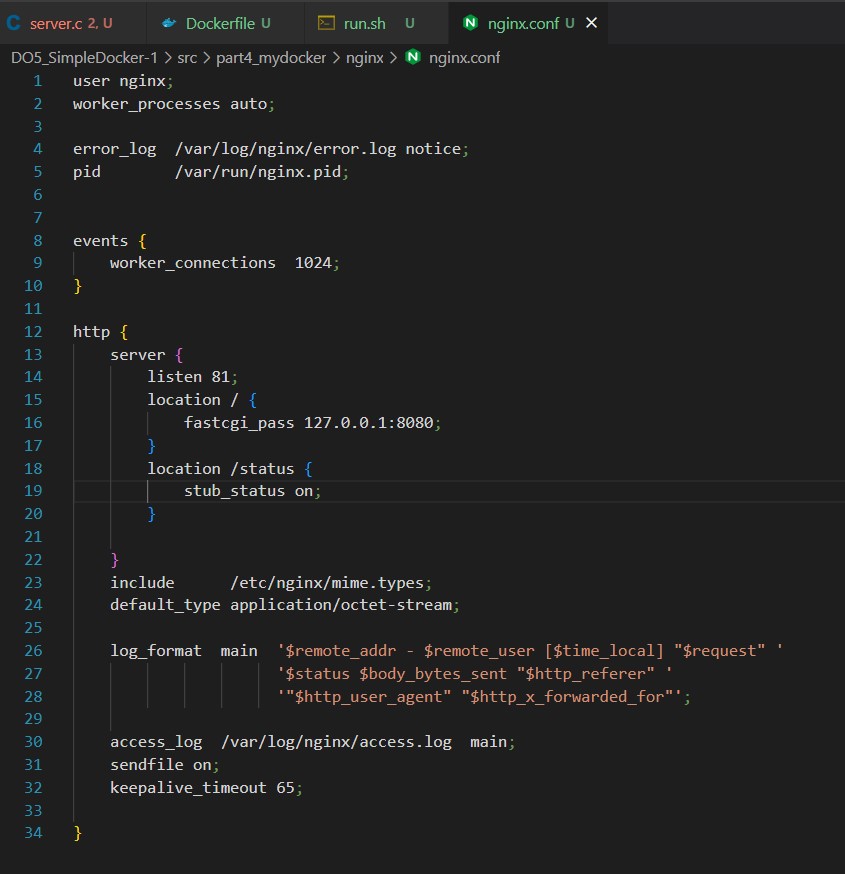 server.c 2, U Dockerfile U run.sh U nginx.conf U
DO5_SimpleDocker-1 > src > part4_mydocker > nginx > nginx.conf
1 user nginx;
2 worker_processes auto;
3
4 error_log  /var/log/nginx/error.log notice;
5 pid        /var/run/nginx.pid;
6
7
8 events {
9     worker_connections  1024;
10 }
11
12 http {
13     server {
14         listen 81;
15         location / {
16             fastcgi_pass 127.0.0.1:8080;
17         }
18         location /status {
19             stub_status on;
20         }
21
22     }
23     include      /etc/nginx/mime.types;
24     default_type application/octet-stream;
25
26     log_format  main  '$remote_addr - $remote_user [$time_local] "$request" '
27                       '$status $body_bytes_sent "$http_referer" '
28                       '"$http_user_agent" "$http_x_forwarded_for"';
29
30     access_log  /var/log/nginx/access.log  main;
31     sendfile on;
32     keepalive_timeout 65;
33
34 }